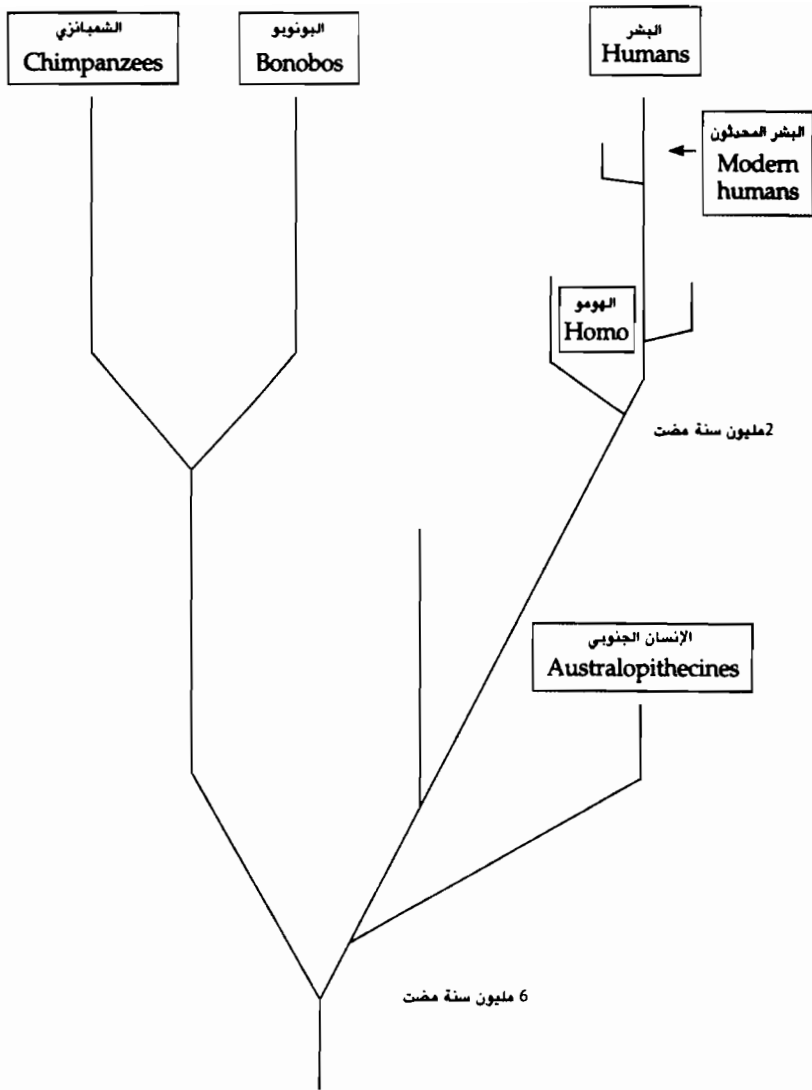 الشمبانزي
Chimpanzees
البونوبو
Bonobos
البشر
Humans
البشر المحدثون
Modern
humans
الهومو
Homo
2مليون سنة مضت
الإنسان الجنوبي
Australopithecines
6 مليون سنة مضت